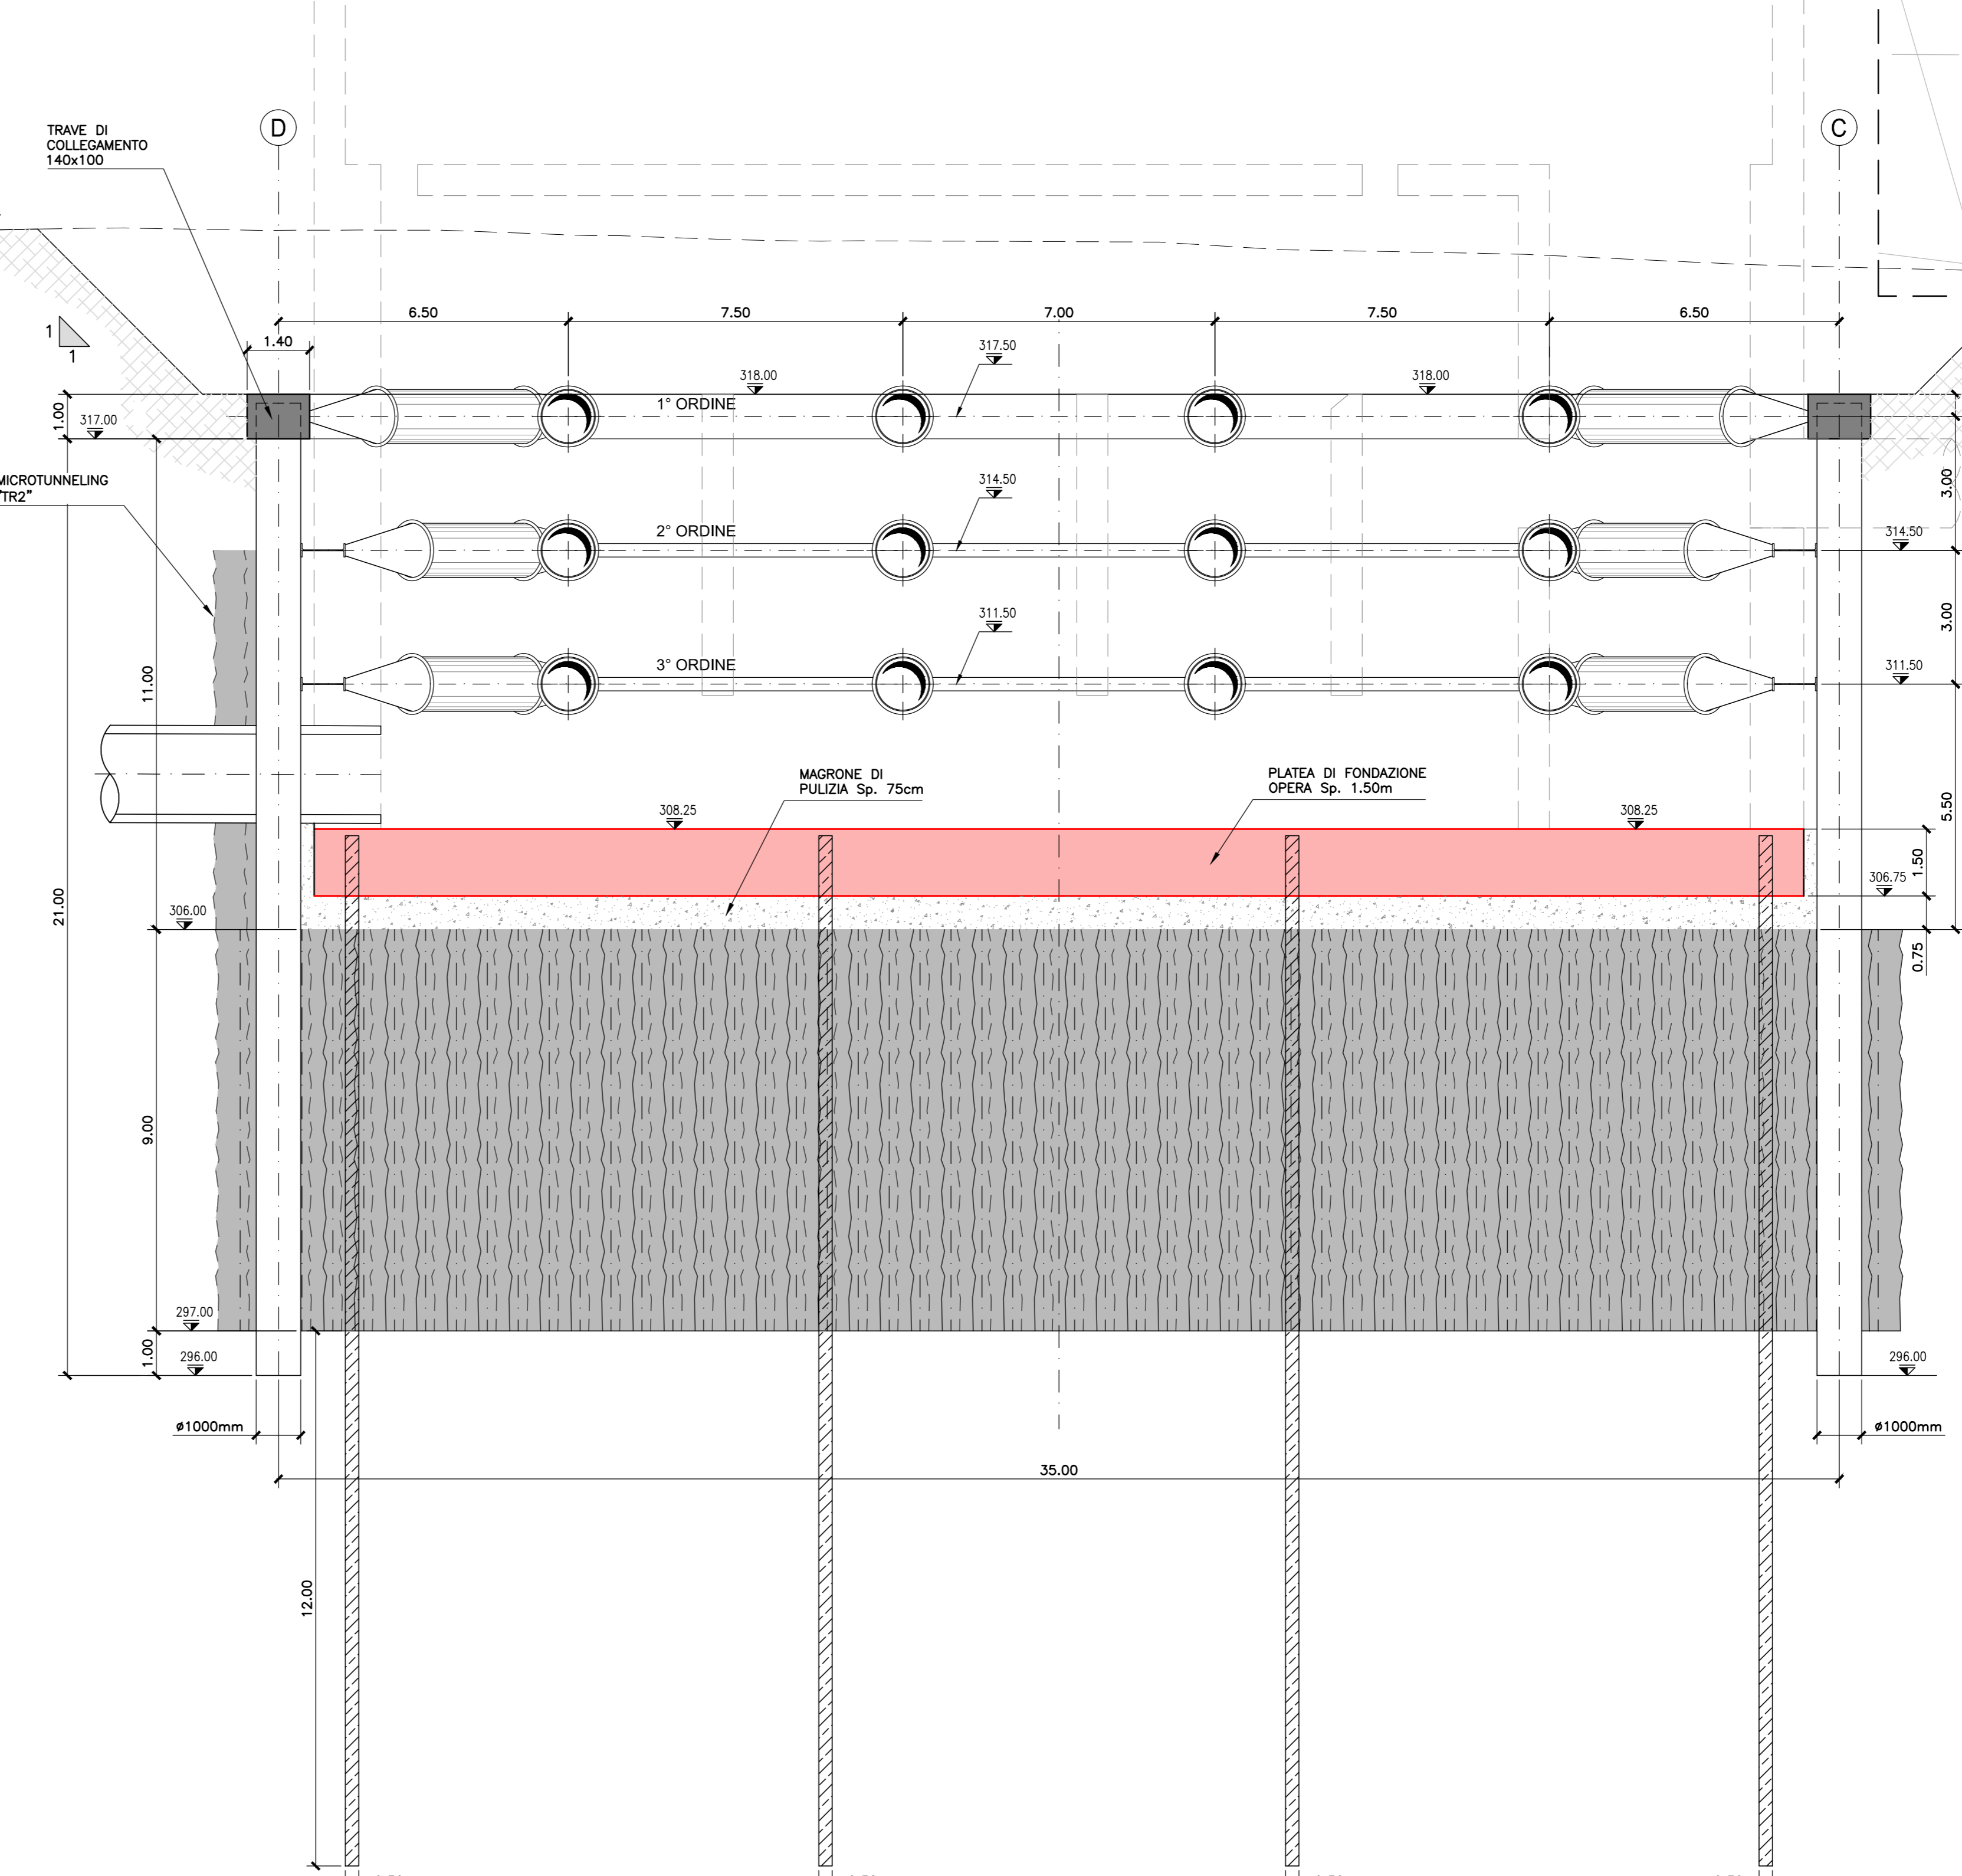 D
C
TRAVE DI
COLLEGAMENTO
140x100
6.50
7.50
7.00
7.50
6.50
1
1
1.40
317.50
318.00
318.00
1° ORDINE
1.00
317.00
MICROTUNNELING
"TR2"
314.50
2° ORDINE
3.00
314.50
311.50
3° ORDINE
3.00
311.50
11.00
MAGRONE DI
PULIZIA Sp. 75cm
PLATEA DI FONDAZIONE
OPERA Sp. 1.50m
308.25
308.25
5.50
1.50
306.75
21.00
306.00
0.75
9.00
297.00
1.00
296.00
296.00
ø1000mm
ø1000mm
35.00
12.00